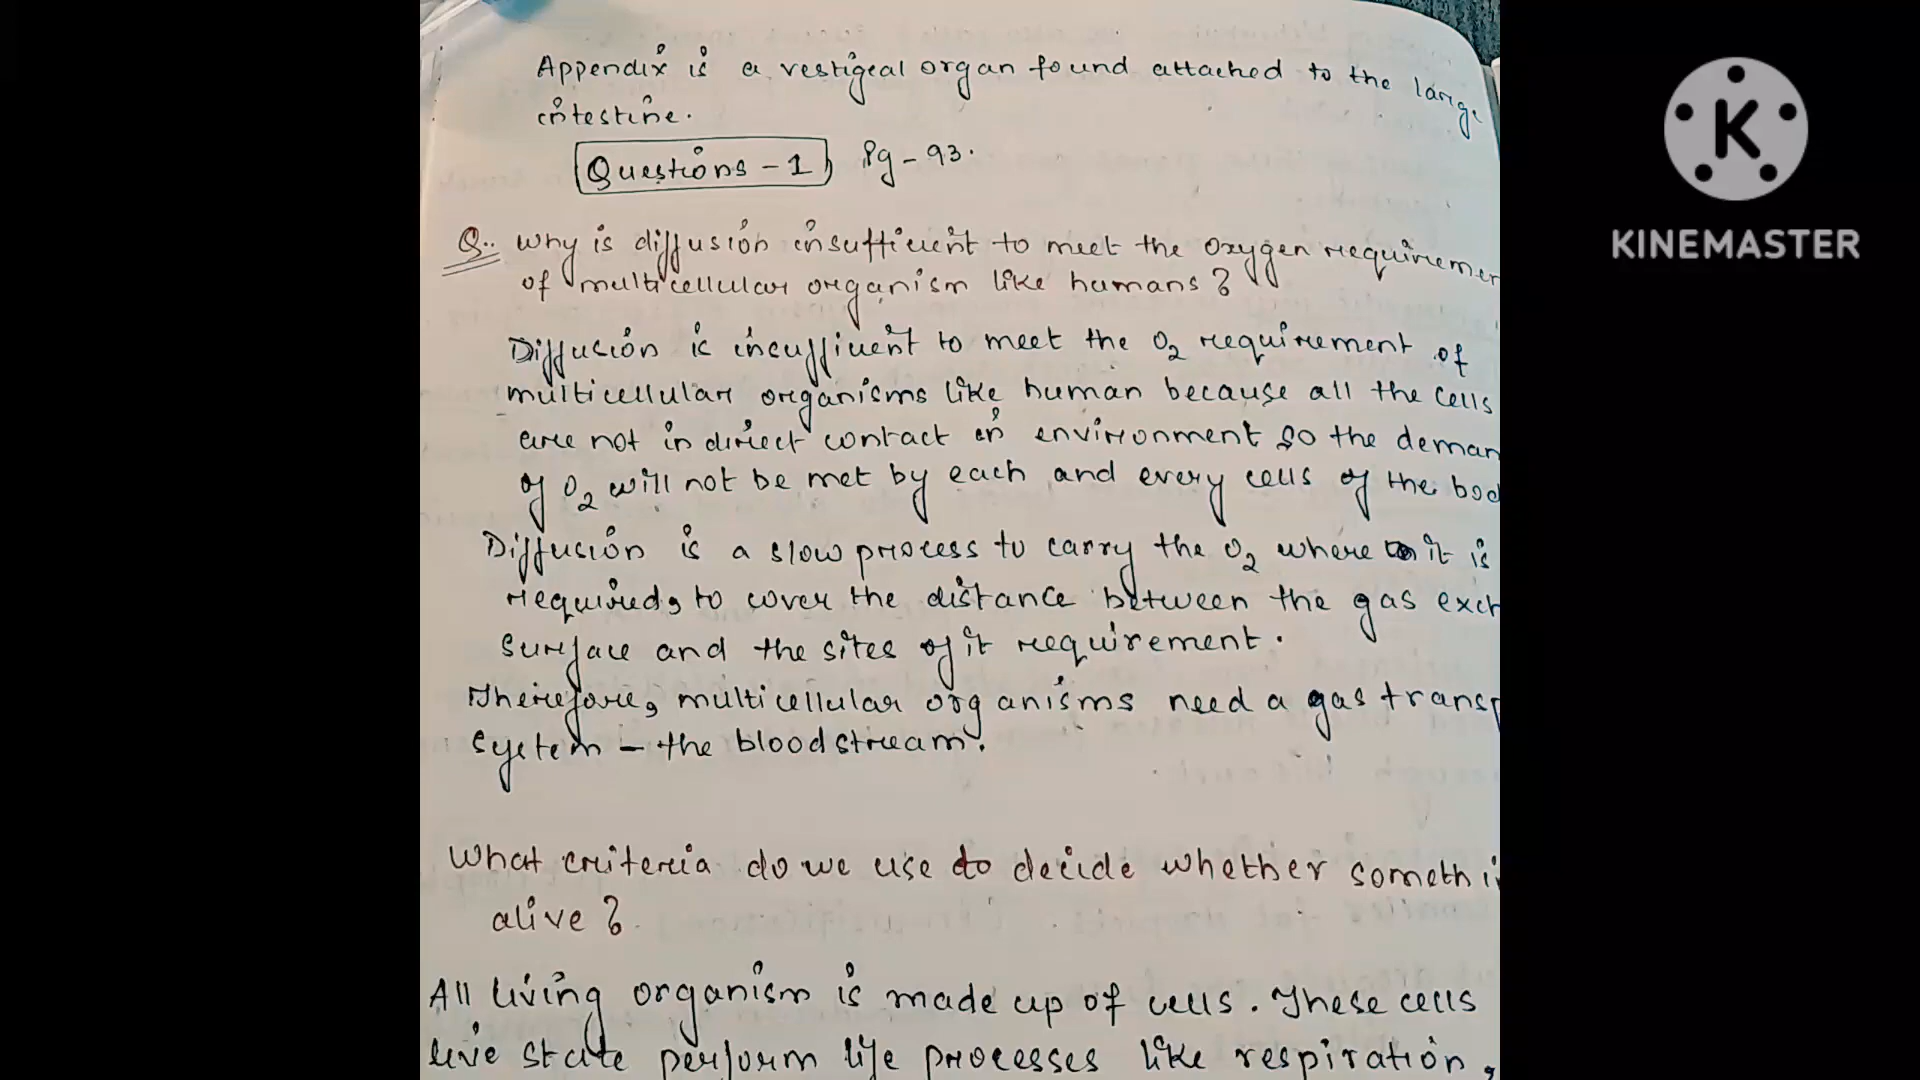 Appendix is a vestigeal organ found attached to the large
intestine.
Questions - 1 Pg - 93.
Q. Why is diffusion insufficient to meet the oxygen requiremen
of multicellular organism like humans?
Diffusion is insufficient to meet the O2 requirement of
multicellular organisms like human because all the cells
are not in direct contact in environment so the deman
of O2 will not be met by each and every cells of the bod
Diffusion is a slow process to carry the O2 where it is
required, to cover the distance between the gas exch
surface and the sites of it requirement.
Therefore, multicellular organisms need a gas transp
system - the bloodstream.
What criteria do we use to decide whether somethi
alive?
All living organism is made up of cells. These cells
live state perform life processes like respiration,
K
KINEMASTER